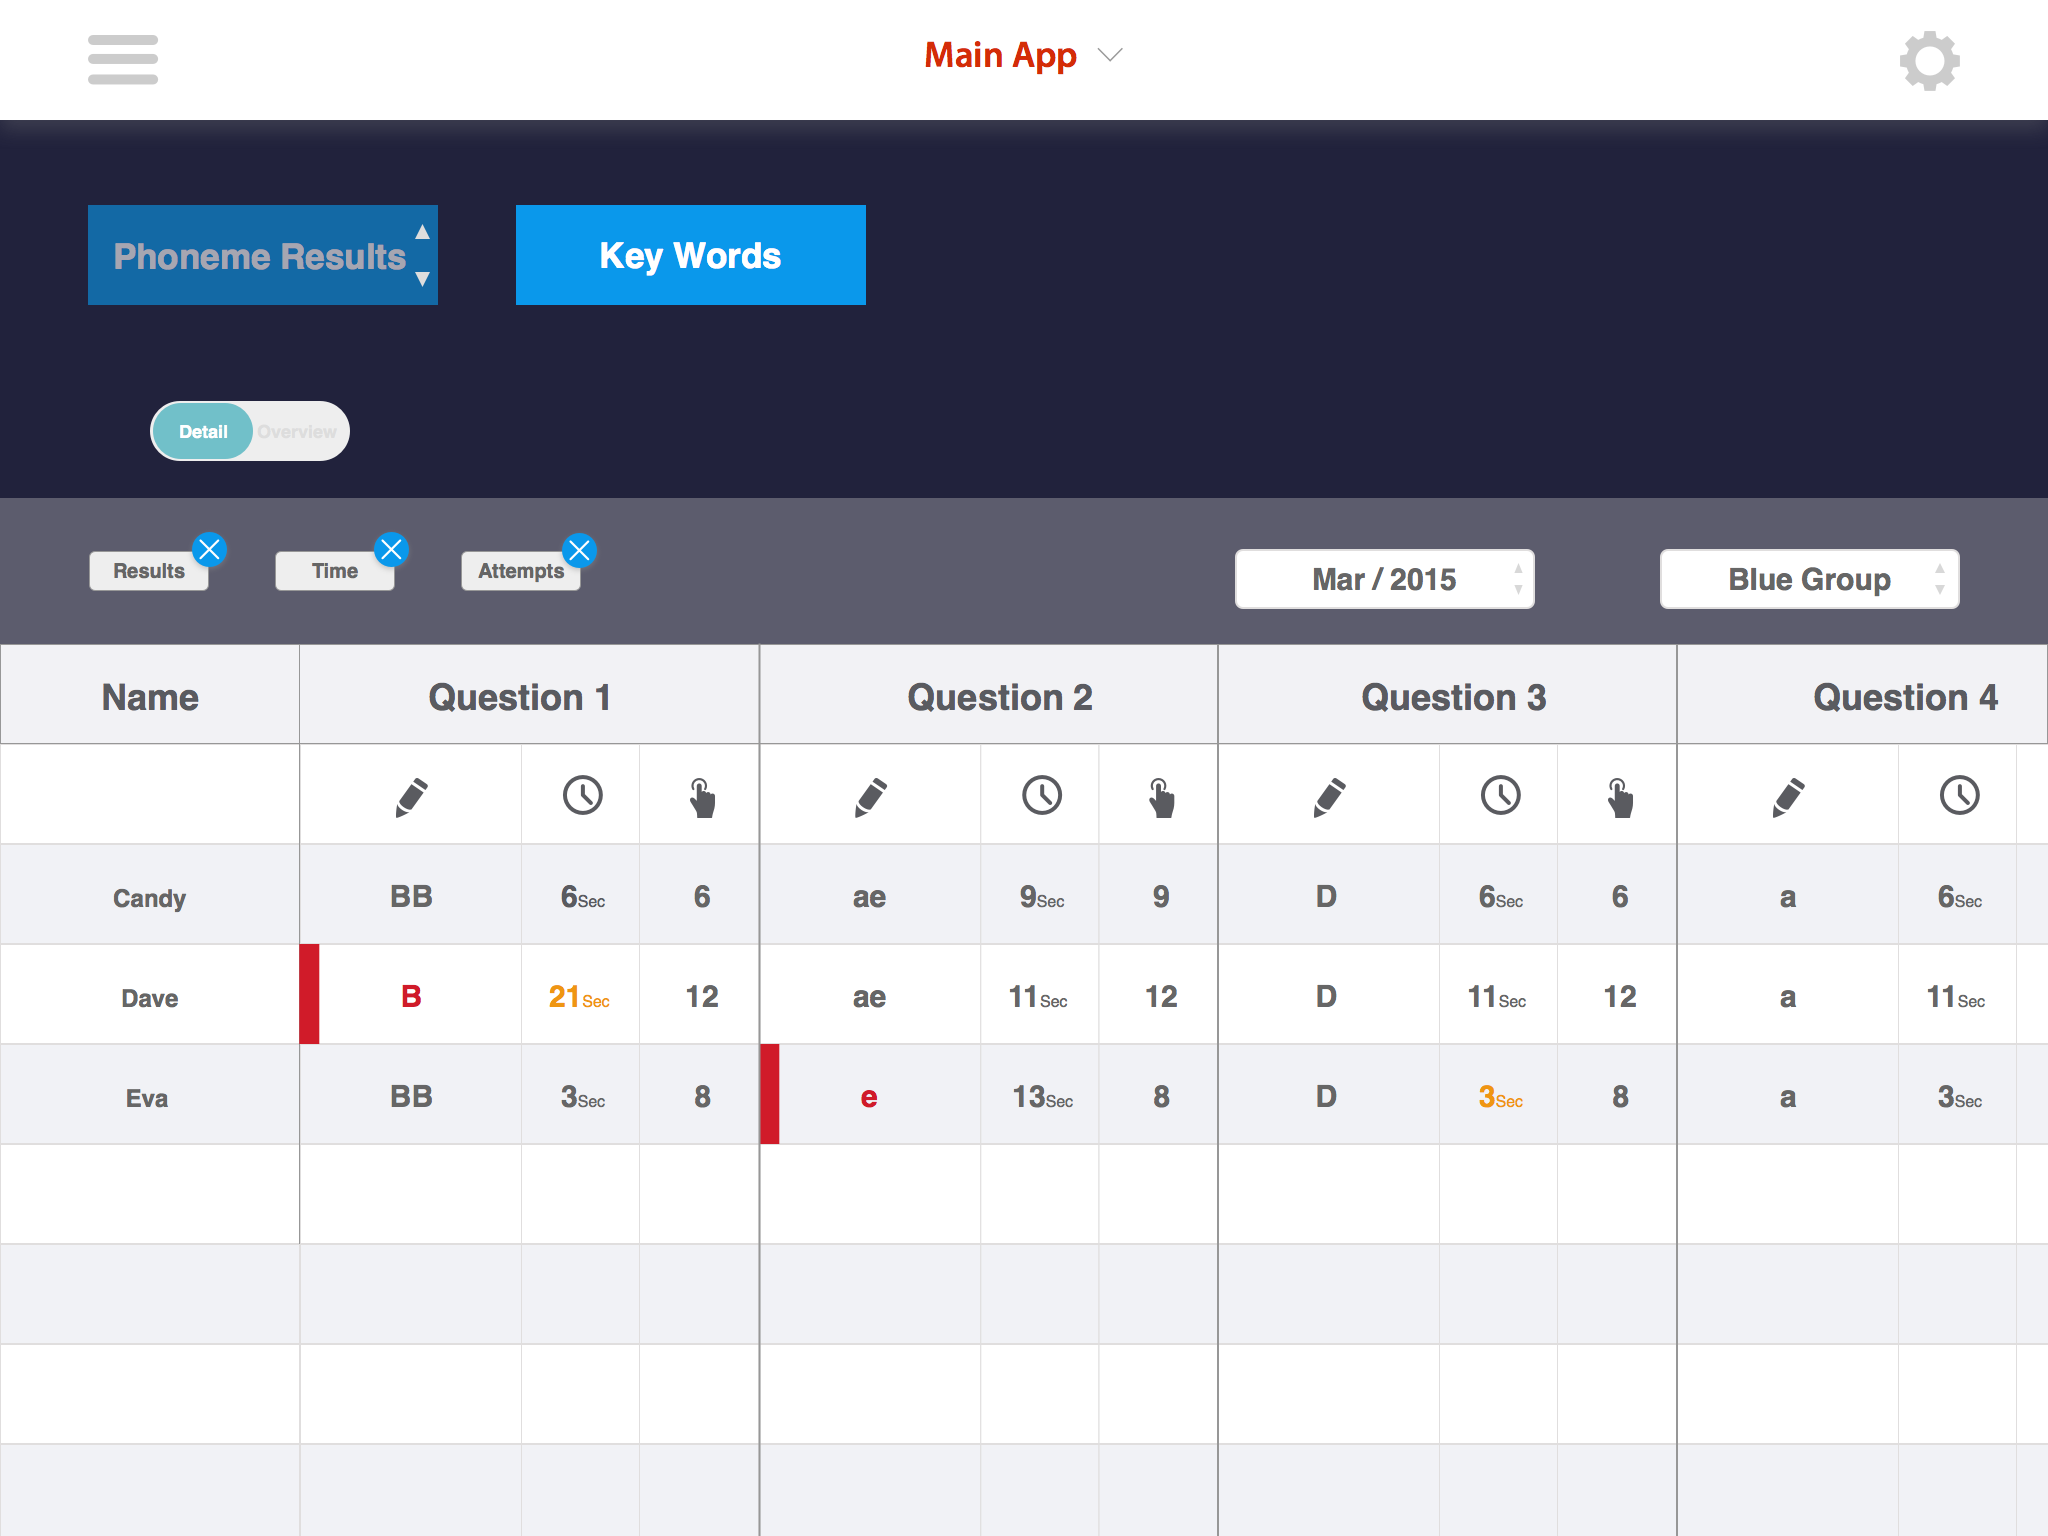 Main App
Phoneme Results
Key Words
Detail Overview
Results Time Attempts Mar / 2015 Blue Group
Name Question 1 Question 2 Question 3 Question 4
Candy BB 6Sec 6 ae 9Sec 9 D 6Sec 6 a 6Sec
Dave B 21Sec 12 ae 11Sec 12 D 11Sec 12 a 11Sec
Eva BB 3Sec 8 e 13Sec 8 D 3Sec 8 a 3Sec